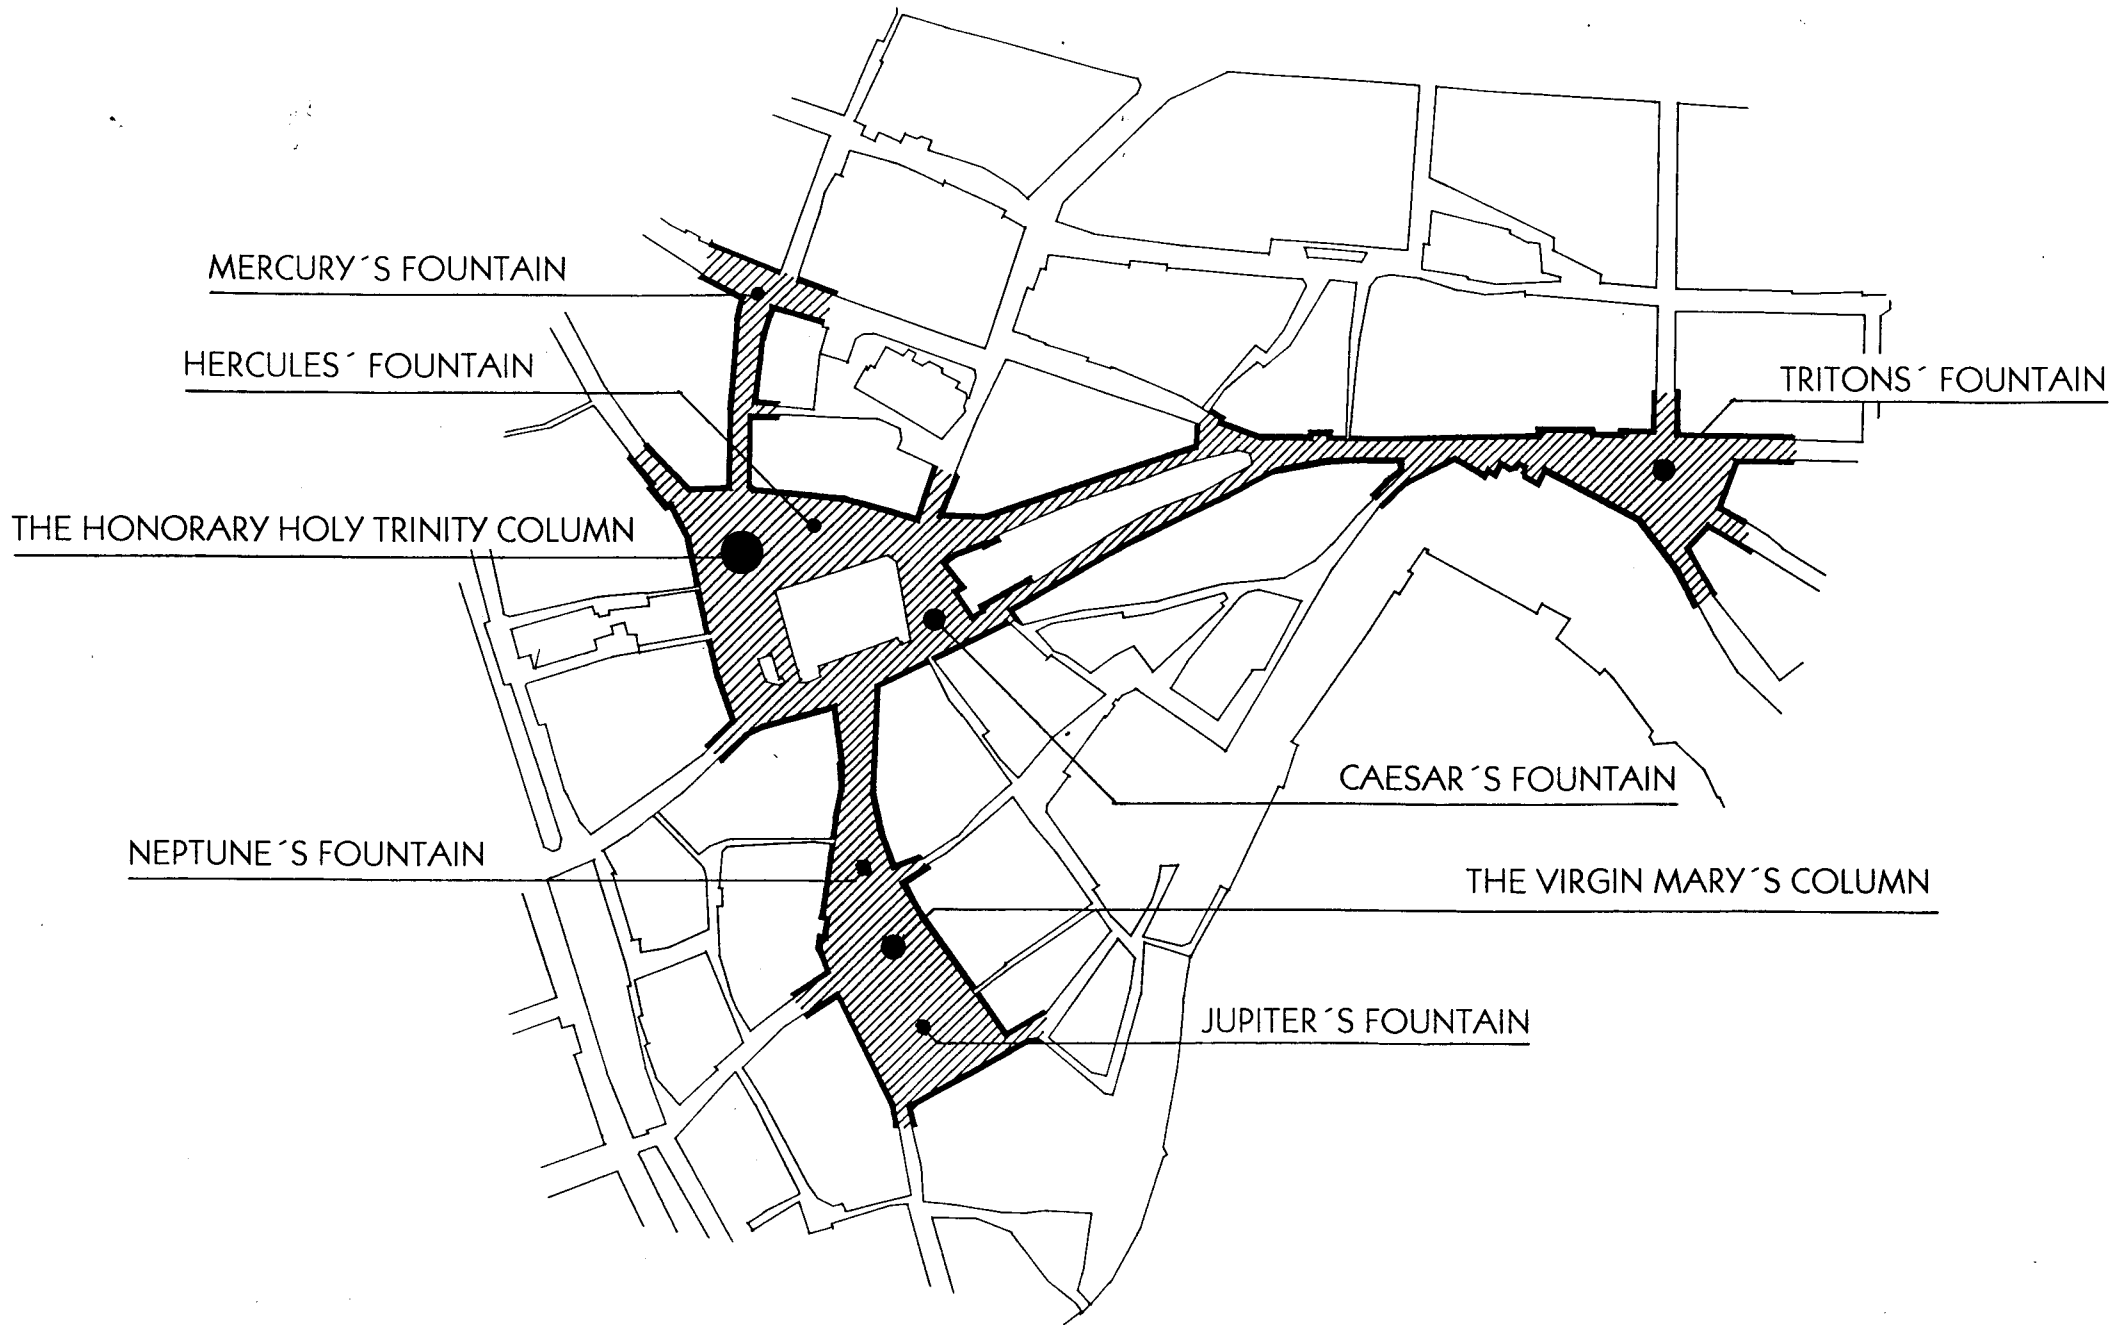 MERCURY´S FOUNTAIN
HERCULES´ FOUNTAIN
TRITONS´ FOUNTAIN
THE HONORARY HOLY TRINITY COLUMN
CAESAR´S FOUNTAIN
NEPTUNE´S FOUNTAIN
THE VIRGIN MARY´S COLUMN
JUPITER´S FOUNTAIN